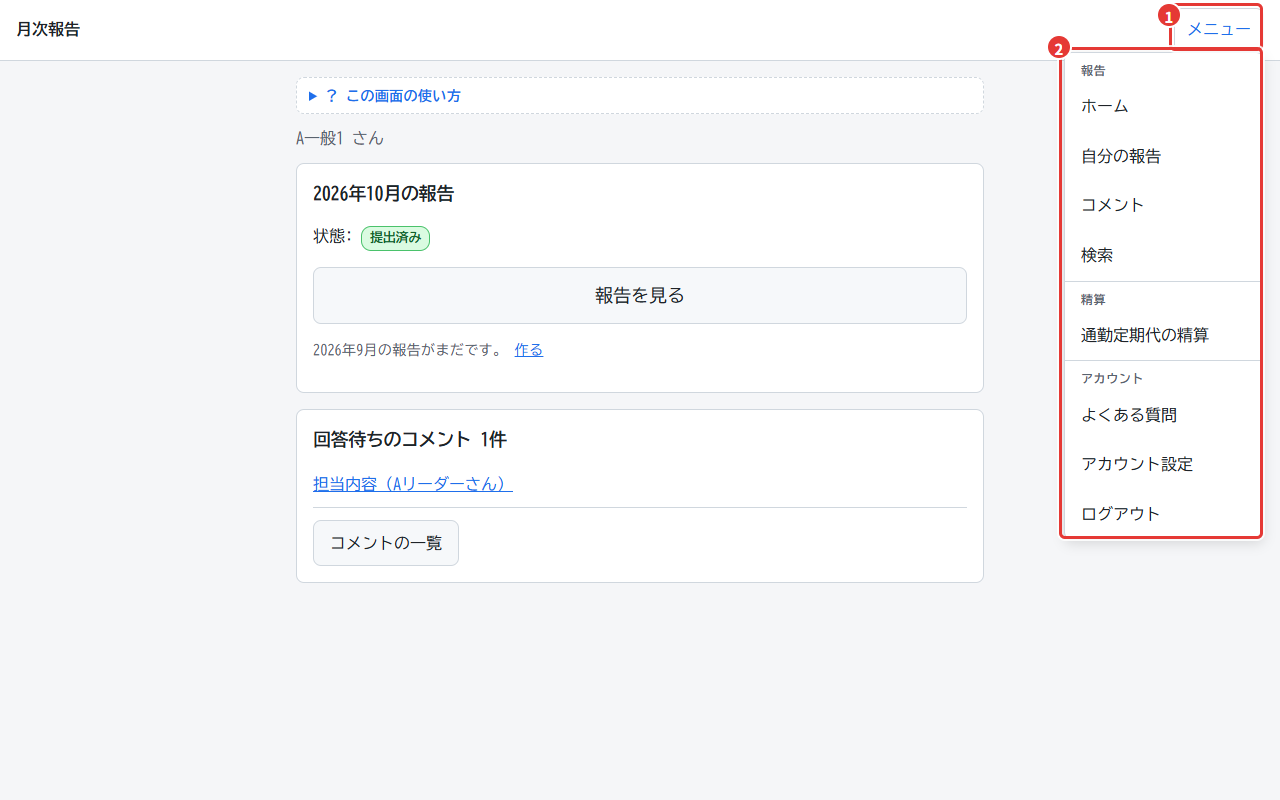 月次報告
1
メニュー
2
報告
ホーム
自分の報告
コメント
検索
精算
通勤定期代の精算
アカウント
よくある質問
アカウント設定
ログアウト
▶ ? この画面の使い方
A一般1 さん
2026年10月の報告
状態: 提出済み
報告を見る
2026年9月の報告がまだです。 作る
回答待ちのコメント 1件
担当内容（Aリーダーさん）
コメントの一覧